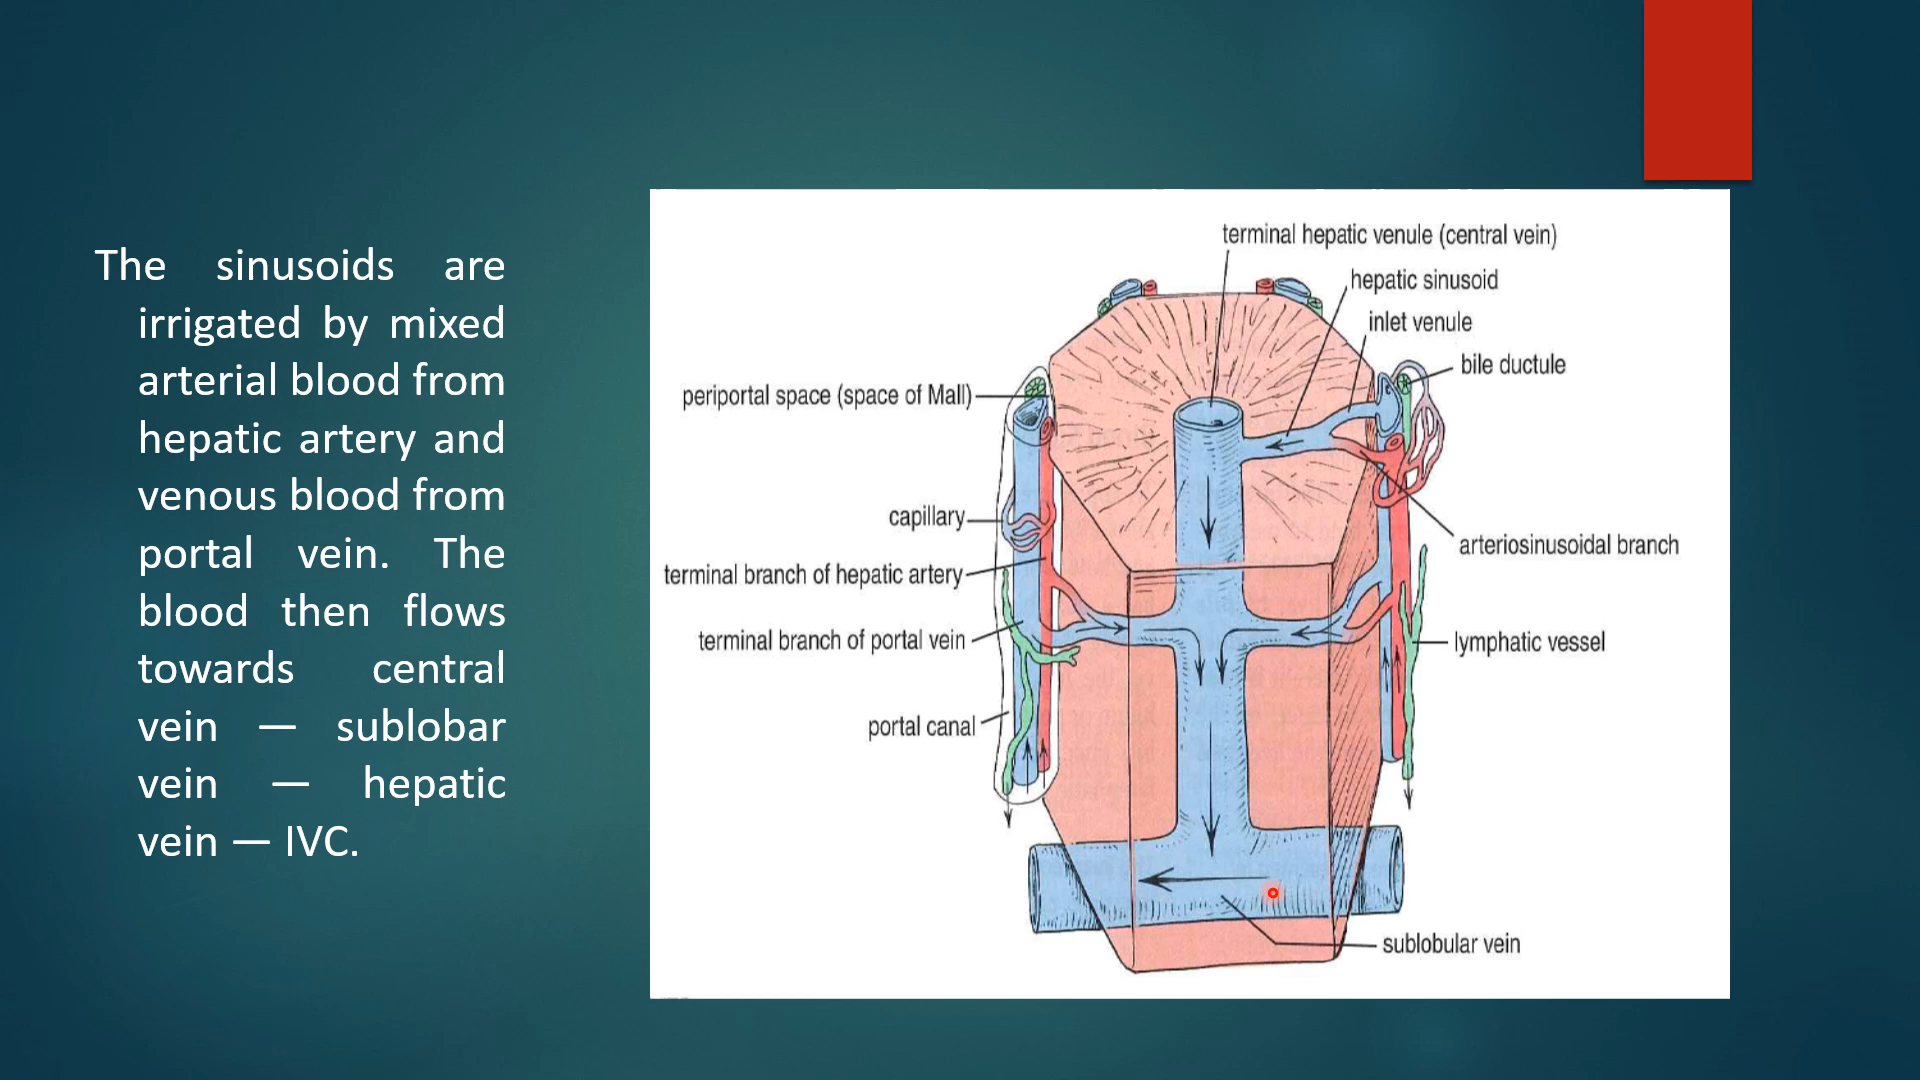 The sinusoids are
irrigated by mixed
arterial blood from
hepatic artery and
venous blood from
portal vein. The
blood then flows
towards central
vein — sublobar
vein — hepatic
vein — IVC.
terminal hepatic venule (central vein)
hepatic sinusoid
inlet venule
bile ductule
periportal space (space of Mall)
capillary
arteriosinusoidal branch
terminal branch of hepatic artery
terminal branch of portal vein
lymphatic vessel
portal canal
sublobular vein